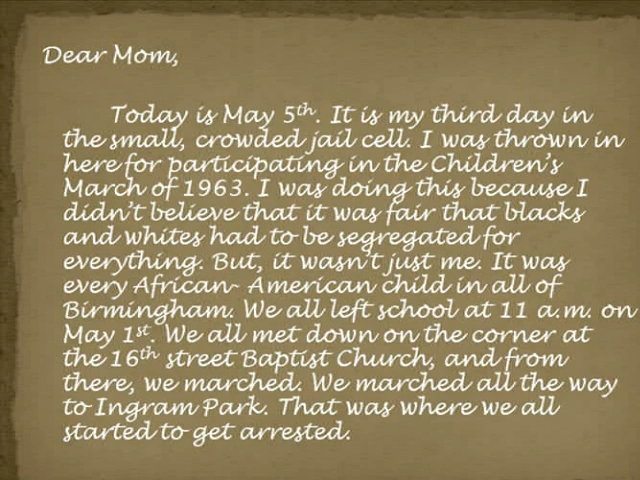 Dear Mom,
Today is May 5th. It is my third day in
the small, crowded jail cell. I was thrown in
here for participating in the Children's
March of 1963. I was doing this because I
didn't believe that it was fair that blacks
and whites had to be segregated for
everything. But, it wasn't just me. It was
every African- American child in all of
Birmingham. We all left school at 11 a.m. on
May 1st. We all met down on the corner at
the 16th street Baptist Church, and from
there, we marched. We marched all the way
to Ingram Park. That was where we all
started to get arrested.